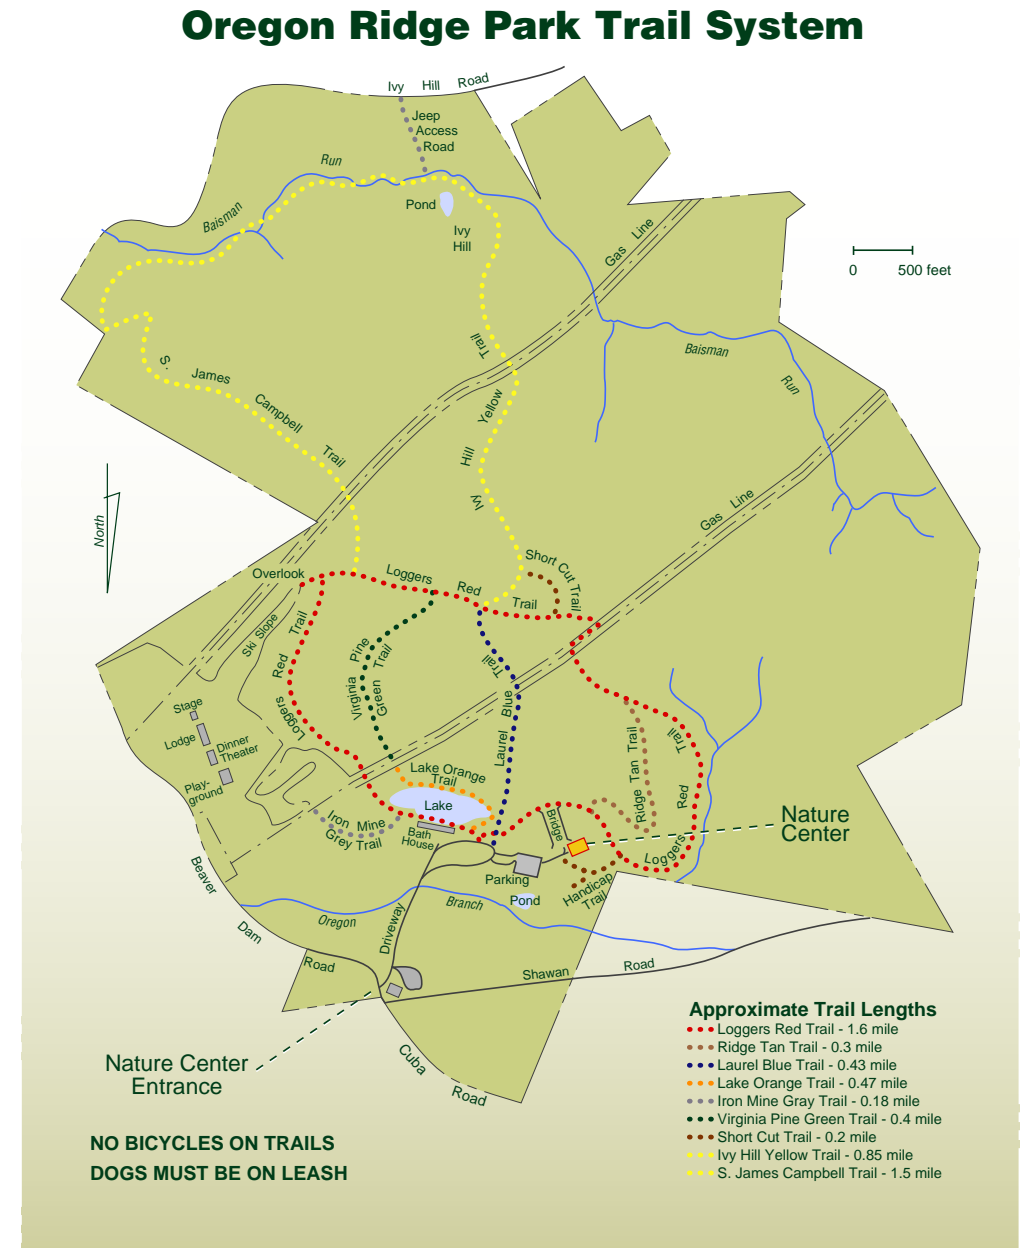 Oregon Ridge Park Trail System
Ivy Hill Road
Jeep
Access
Road
Run
Baisman
Pond
Ivy
Hill
Gas Line
0 500 feet
Trail
Baisman
Run
S.
James
Campbell
Trail
Yellow
Hill
Ivy
Gas Line
North
Short Cut Trail
Overlook
Loggers
Red
Trail
Ski Slope
Trail
Red
Loggers
Pine
Trail
Virginia
Green
Trail
Blue
Laurel
Stage
Lodge
Dinner
Theater
Play-
ground
Lake Orange
Trail
Lake
Iron Mine
Grey Trail
Bath
House
Ridge Tan Trail
Trail
Red
Loggers
Bridge
Nature
Center
Parking
Handicap
Trail
Pond
Beaver
Dam
Road
Oregon
Branch
Driveway
Shawan
Road
Nature Center
Entrance
Cuba
Road
Approximate Trail Lengths
Loggers Red Trail - 1.6 mile
Ridge Tan Trail - 0.3 mile
Laurel Blue Trail - 0.43 mile
Lake Orange Trail - 0.47 mile
Iron Mine Gray Trail - 0.18 mile
Virginia Pine Green Trail - 0.4 mile
Short Cut Trail - 0.2 mile
Ivy Hill Yellow Trail - 0.85 mile
S. James Campbell Trail - 1.5 mile
NO BICYCLES ON TRAILS
DOGS MUST BE ON LEASH